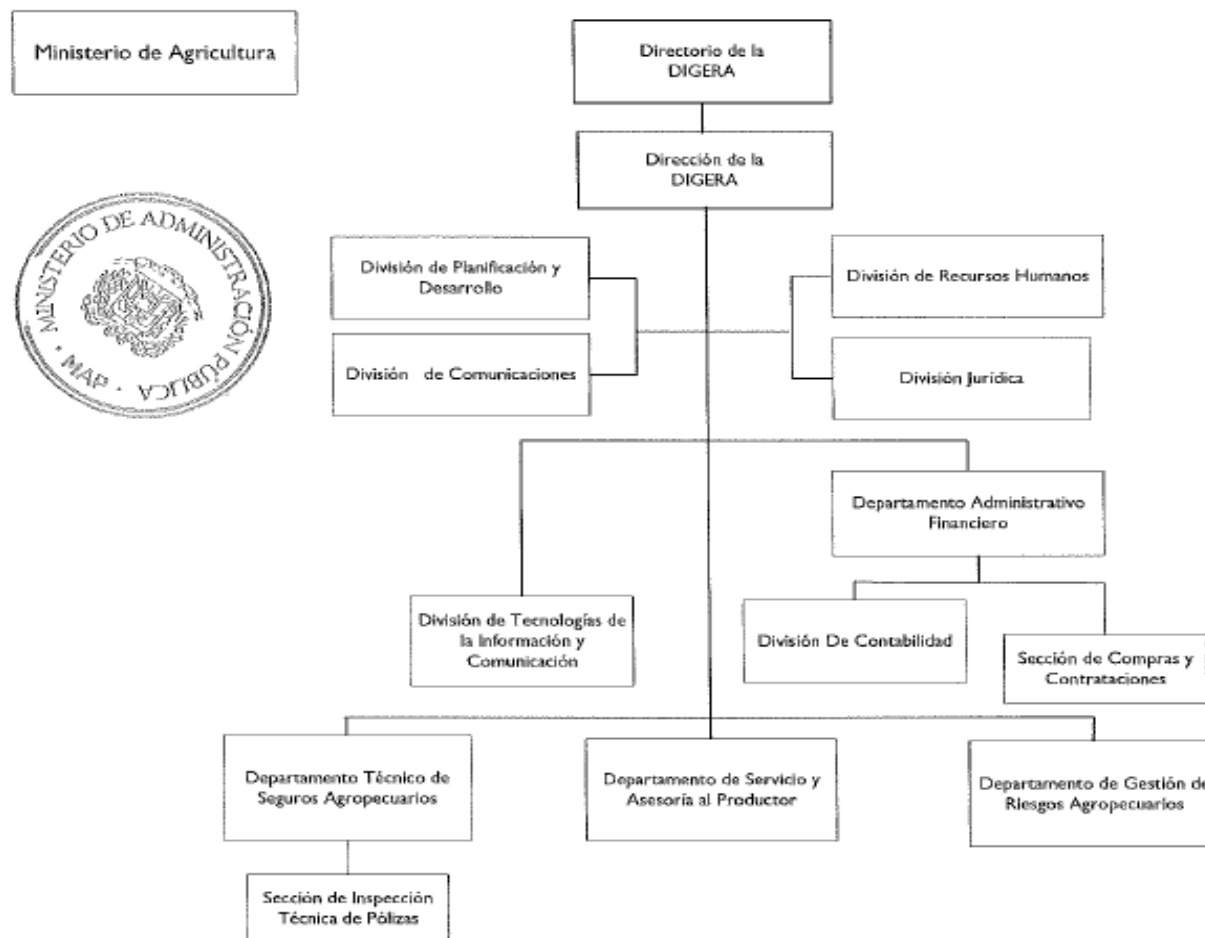 Ministerio de Agricultura
Directorio de la
DIGERA
Dirección de la
DIGERA
MINISTERIO DE ADMINISTRACIÓN PÚBLICA
· MAP ·
División de Planificación y
Desarrollo
División de Recursos Humanos
División de Comunicaciones
División Jurídica
Departamento Administrativo
Financiero
División de Tecnologías de
la Información y
Comunicación
División De Contabilidad
Sección de Compras y
Contrataciones
Departamento Técnico de
Seguros Agropecuarios
Departamento de Servicio y
Asesoría al Productor
Departamento de Gestión de
Riesgos Agropecuarios
Sección de Inspección
Técnica de Pólizas